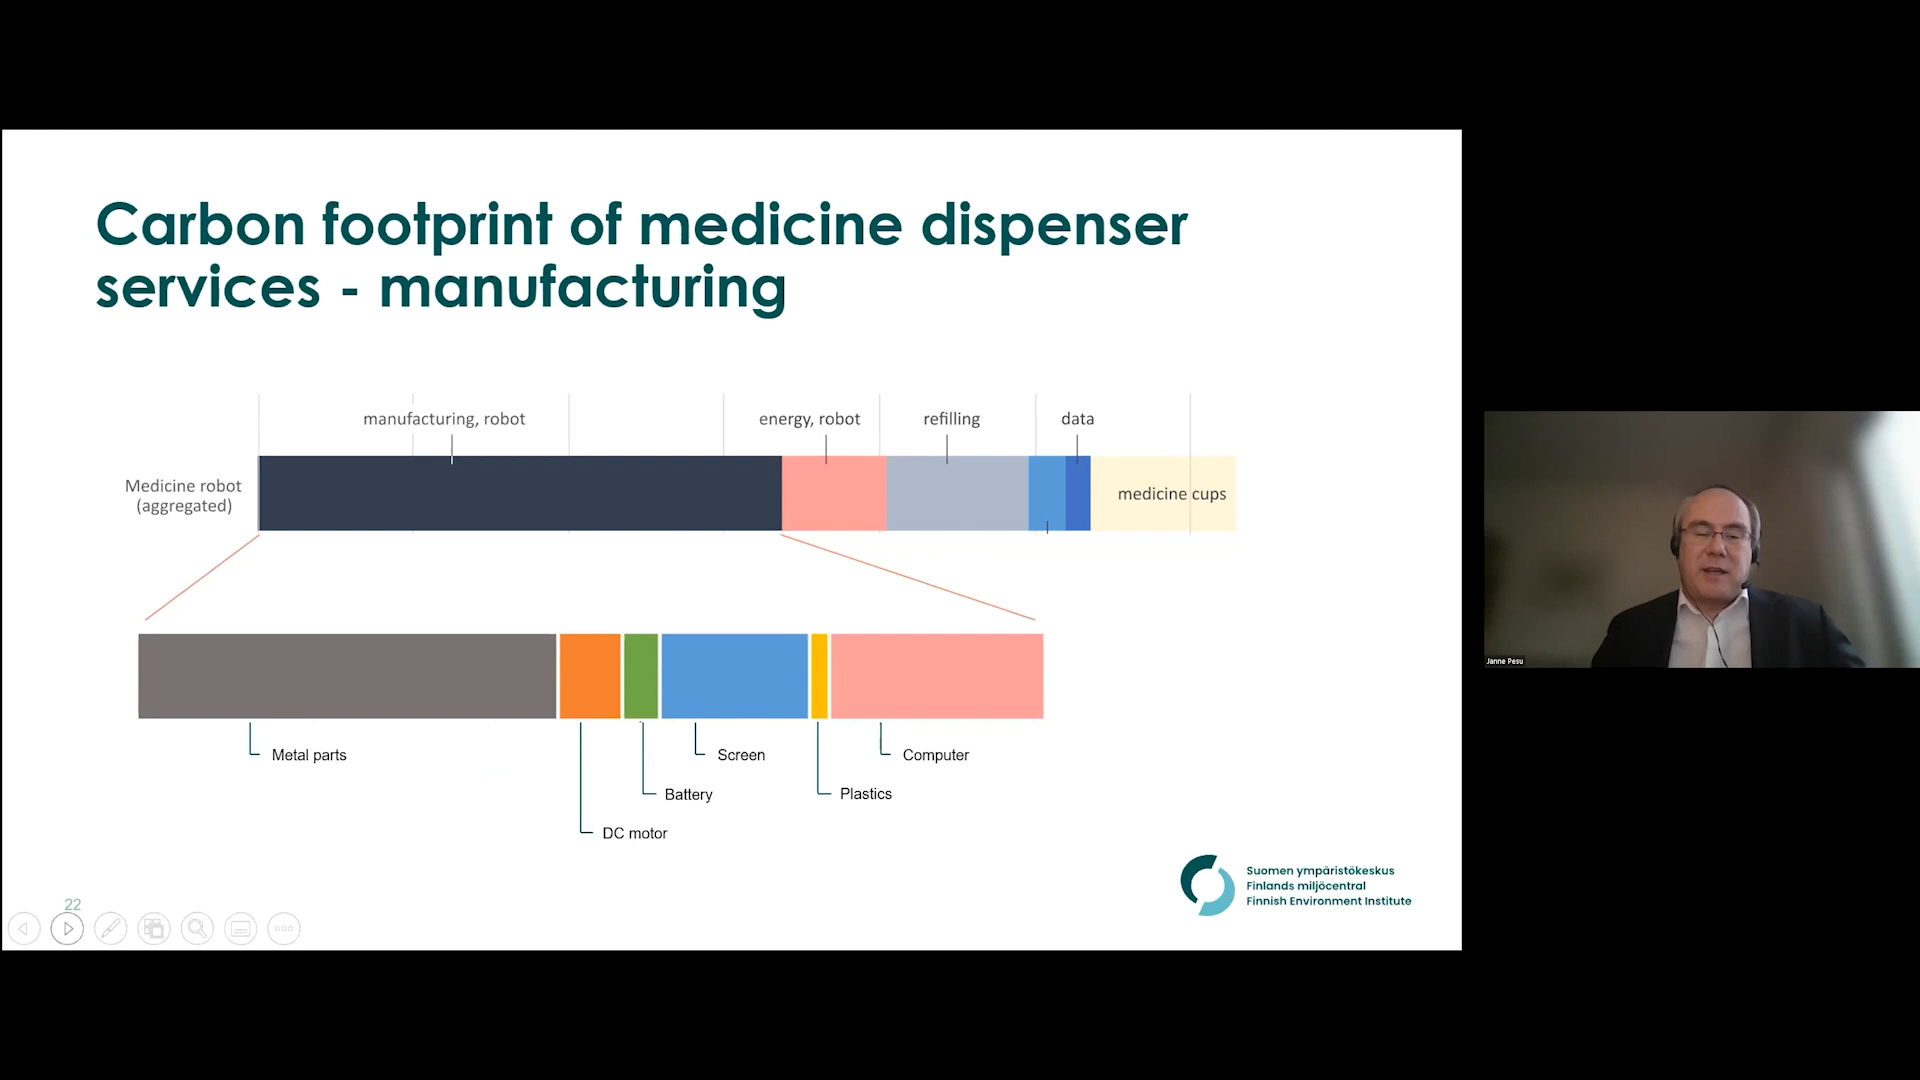 Carbon footprint of medicine dispenser
services - manufacturing
manufacturing, robot
energy, robot
refilling
data
Medicine robot
(aggregated)
medicine cups
Metal parts
Screen
Computer
Battery
Plastics
DC motor
Suomen ympäristökeskus
Finlands miljöcentral
Finnish Environment Institute
22
Janne Pesu